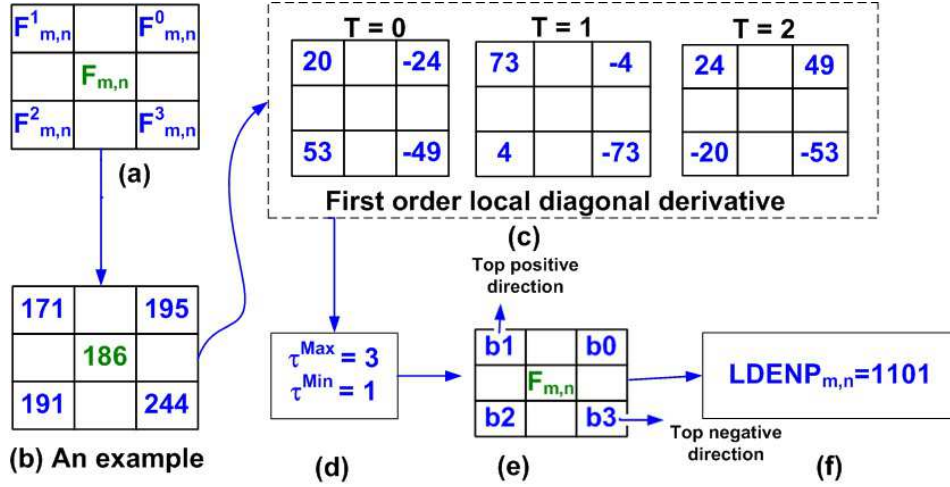 F¹m,n F⁰m,n
Fm,n
F²m,n F³m,n
(a)
171 195
186
191 244
(b) An example
T = 0 T = 1 T = 2
20 -24 73 -4 24 49
53 -49 4 -73 -20 -53
First order local diagonal derivative
(c)
τMax = 3
τMin = 1
(d)
Top positive
direction
b1 b0
Fm,n
b2 b3
Top negative
direction
(e)
LDENPm,n=1101
(f)